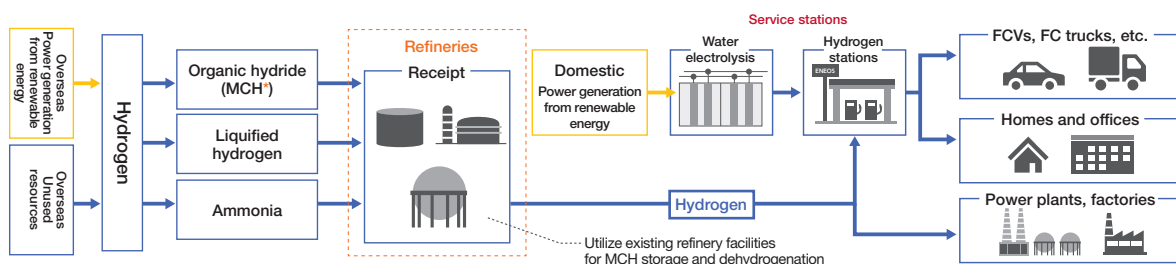 Overseas
Power generation
from renewable
energy
Overseas
Unused
resources
Hydrogen
Organic hydride
(MCH*)
Liquified
hydrogen
Ammonia
Refineries
Receipt
Utilize existing refinery facilities
for MCH storage and dehydrogenation
Domestic
Power generation
from renewable
energy
Service stations
Water
electrolysis
Hydrogen
stations
ENEOS
Hydrogen
FCVs, FC trucks, etc.
Homes and offices
Power plants, factories